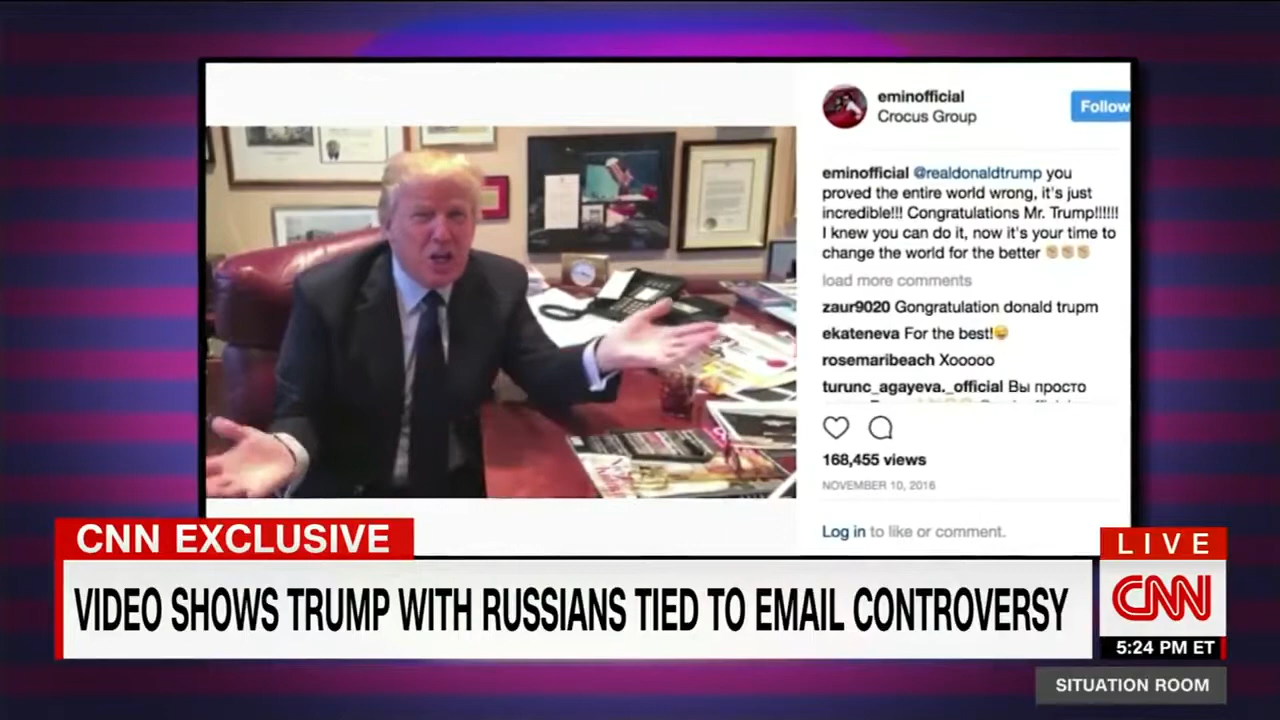 eminofficial
Crocus Group
Follow
eminofficial @realdonaldtrump you
proved the entire world wrong, it's just
incredible!!! Congratulations Mr. Trump!!!!!!
I knew you can do it, now it's your time to
change the world for the better ✊🏼✊🏼✊🏼
load more comments
zaur9020 Gongratulation donald trupm
ekateneva For the best!😄
rosemaribeach Xooooo
turunc_agayeva._official Вы просто
168,455 views
NOVEMBER 10, 2016
Log in to like or comment.
CNN EXCLUSIVE
VIDEO SHOWS TRUMP WITH RUSSIANS TIED TO EMAIL CONTROVERSY
LIVE
CNN
5:24 PM ET
SITUATION ROOM